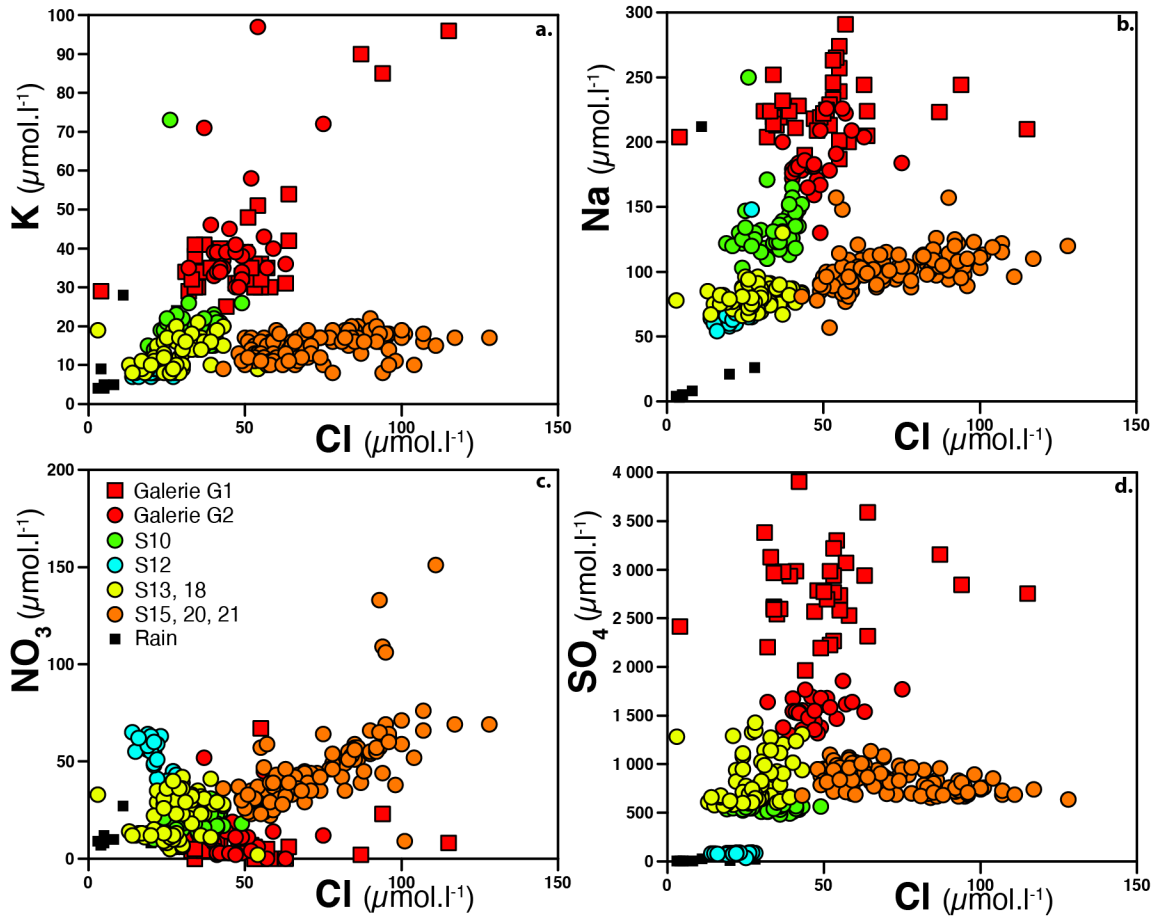 a.
K (µmol.l⁻¹)
100
90
80
70
60
50
40
30
20
10
0
0 50 100 150
Cl (µmol.l⁻¹)
b.
Na (µmol.l⁻¹)
300
250
200
150
100
50
0
0 50 100 150
Cl (µmol.l⁻¹)
c.
NO₃ (µmol.l⁻¹)
200
150
100
50
0
Galerie G1
Galerie G2
S10
S12
S13, 18
S15, 20, 21
Rain
0 50 100 150
Cl (µmol.l⁻¹)
d.
SO₄ (µmol.l⁻¹)
4 000
3 500
3 000
2 500
2 000
1 500
1 000
500
0
0 50 100 150
Cl (µmol.l⁻¹)